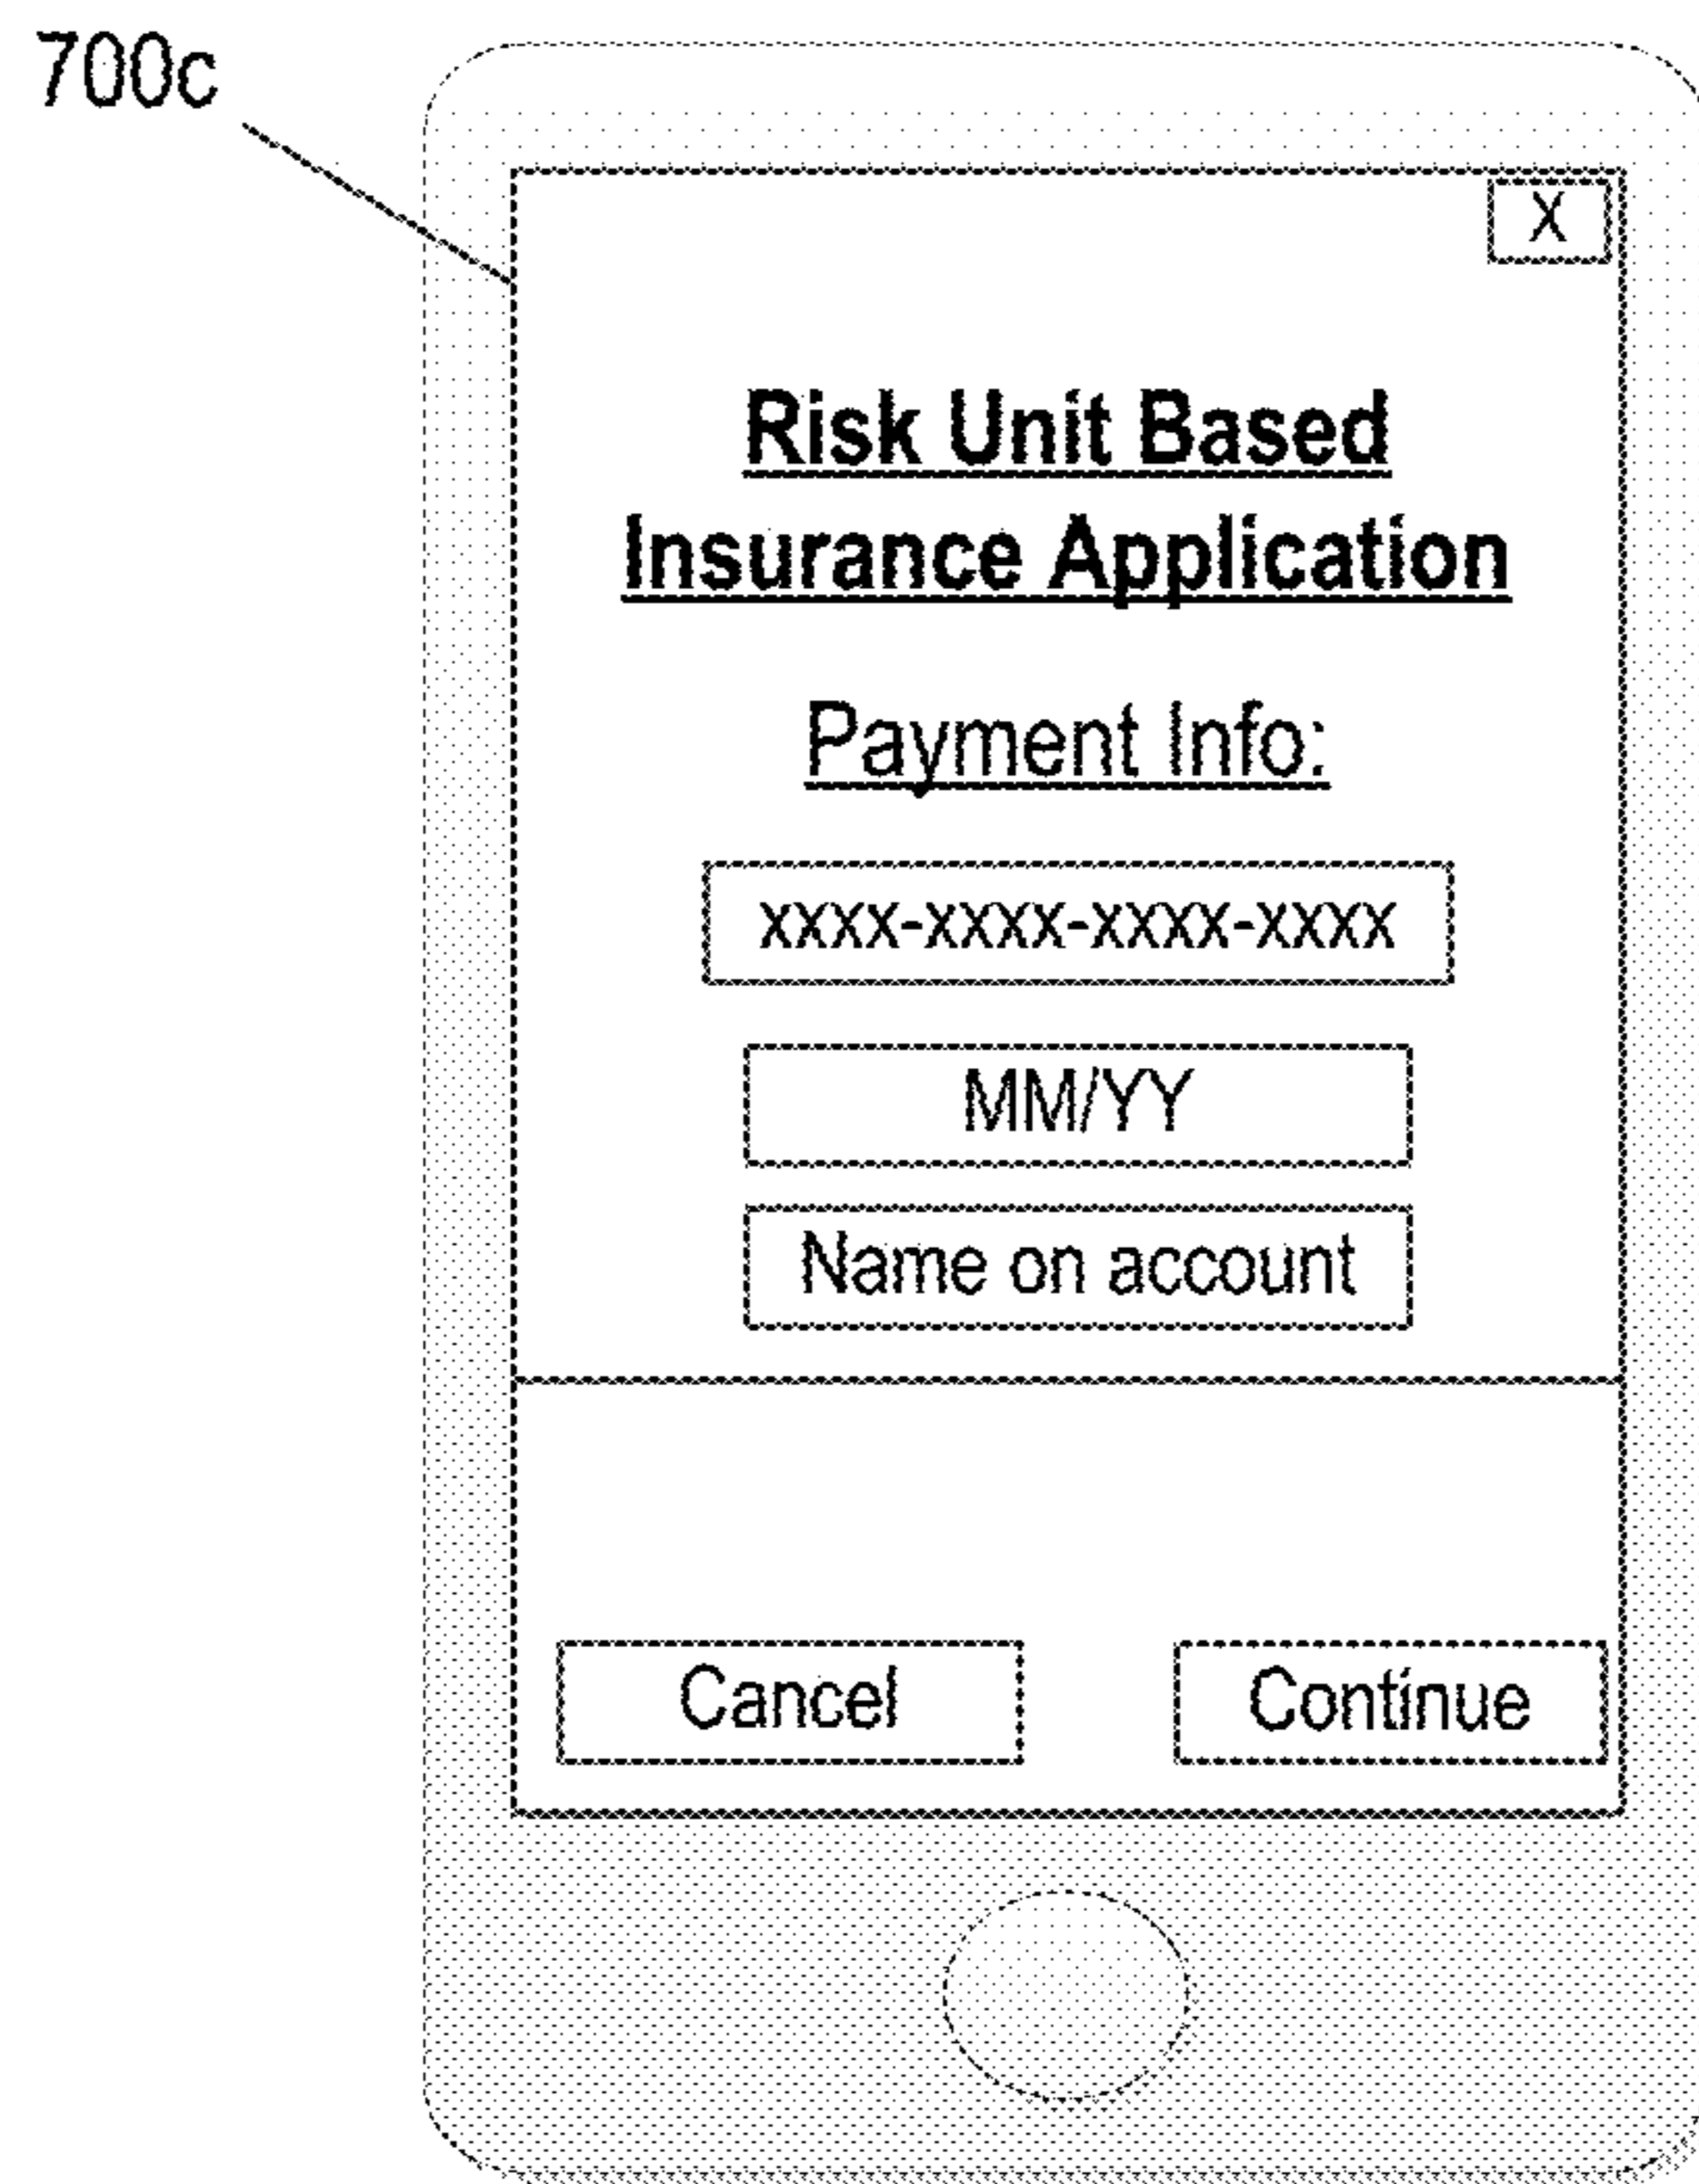 700c
X
Risk Unit Based
Insurance Application
Payment Info:
xxxx-xxxx-xxxx-xxxx
MM/YY
Name on account
Cancel Continue